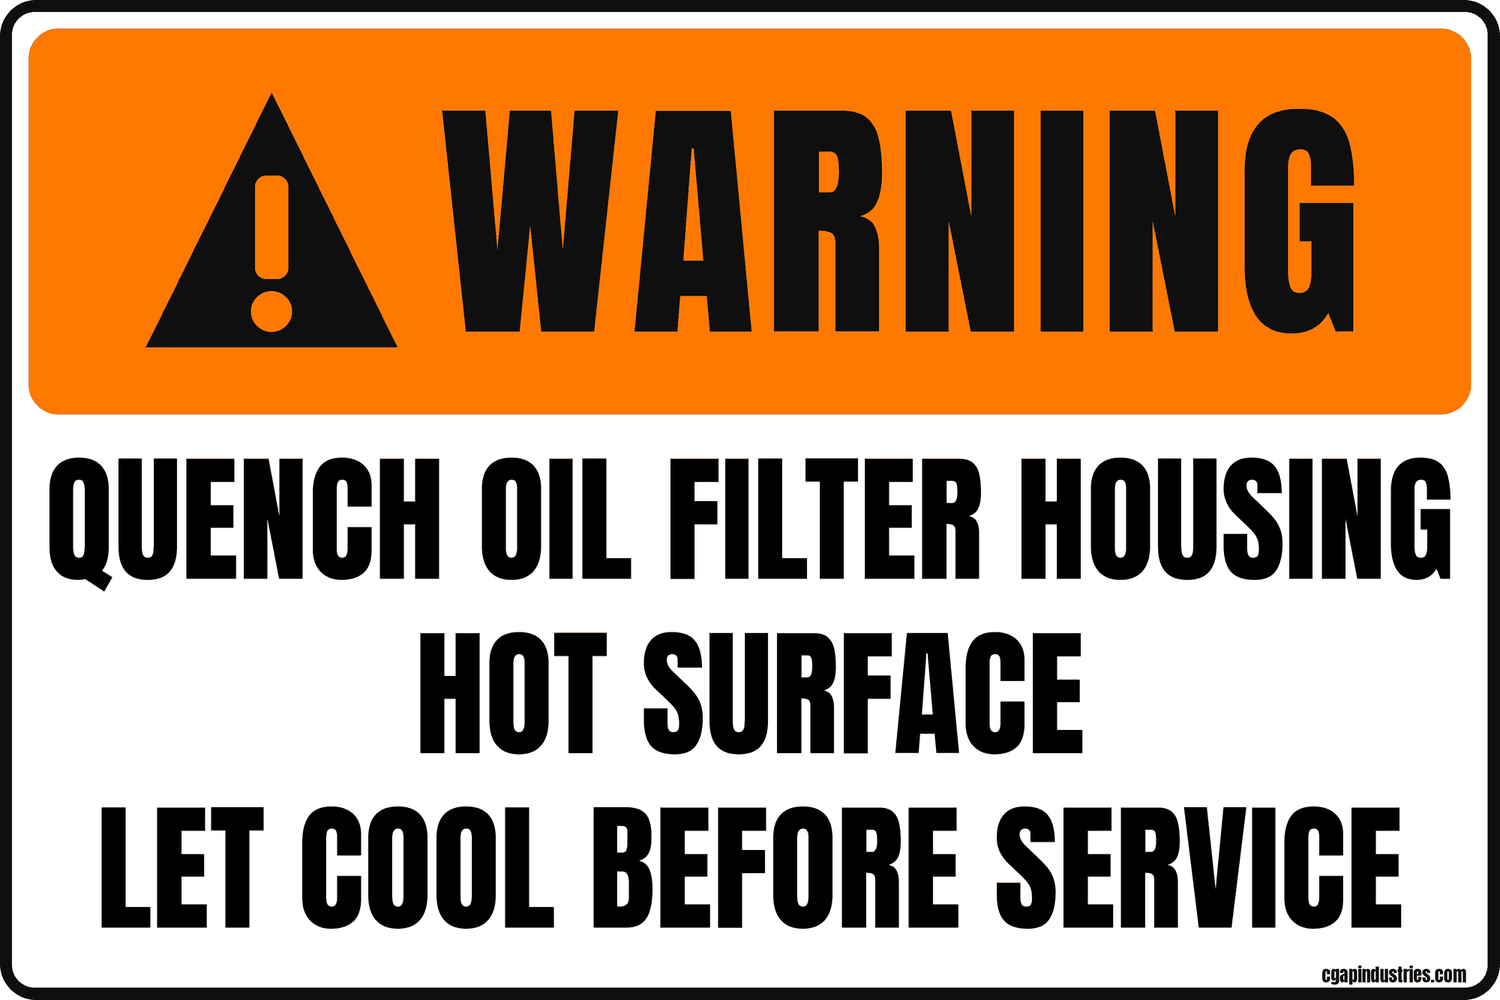 WARNING
QUENCH OIL FILTER HOUSING
HOT SURFACE
LET COOL BEFORE SERVICE
cgapindustries.com